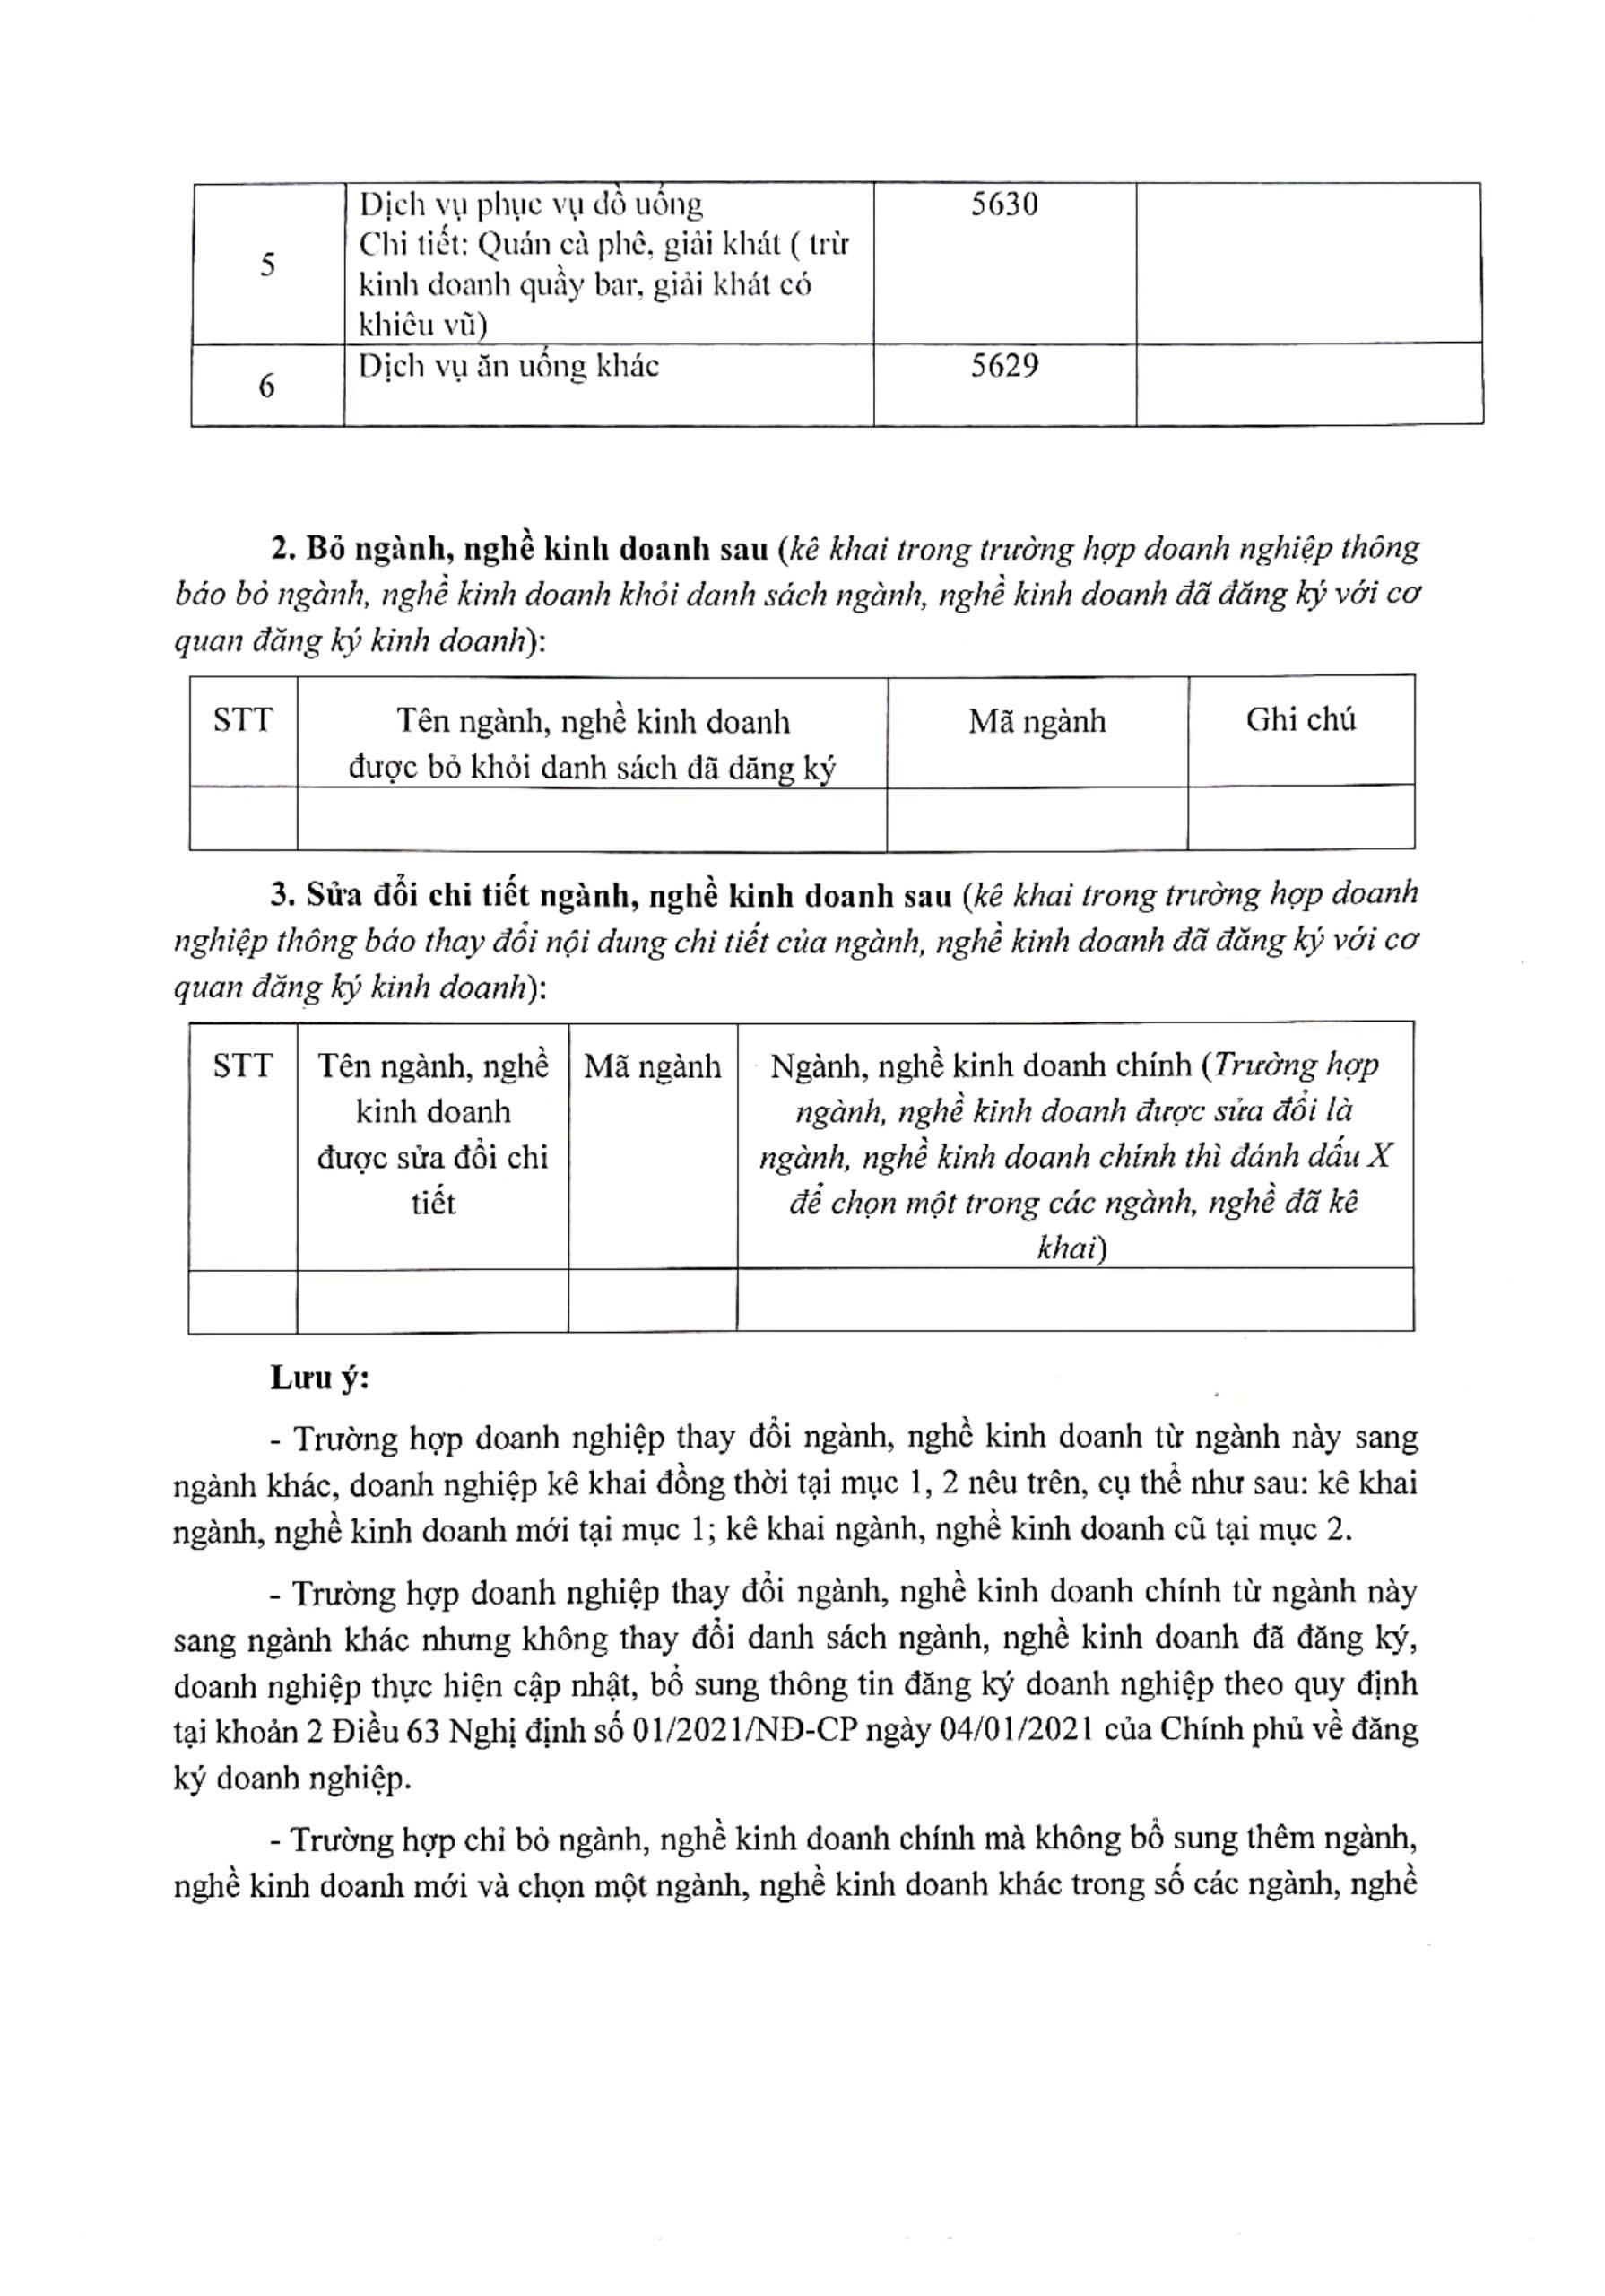 5
Dịch vụ phục vụ đồ uống
5630
Chi tiết: Quán cà phê, giải khát ( trừ
kinh doanh quầy bar, giải khát có
khiêu vũ)
6
Dịch vụ ăn uống khác
5629
2. Bỏ ngành, nghề kinh doanh sau (kê khai trong trường hợp doanh nghiệp thông
báo bỏ ngành, nghề kinh doanh khỏi danh sách ngành, nghề kinh doanh đã đăng ký với cơ
quan đăng ký kinh doanh):
STT
Tên ngành, nghề kinh doanh
được bỏ khỏi danh sách đã đăng ký
Mã ngành
Ghi chú
3. Sửa đổi chi tiết ngành, nghề kinh doanh sau (kê khai trong trường hợp doanh
nghiệp thông báo thay đổi nội dung chi tiết của ngành, nghề kinh doanh đã đăng ký với cơ
quan đăng ký kinh doanh):
STT
Tên ngành, nghề
kinh doanh
được sửa đổi chi
tiết
Mã ngành
Ngành, nghề kinh doanh chính (Trường hợp
ngành, nghề kinh doanh được sửa đổi là
ngành, nghề kinh doanh chính thì đánh dấu X
để chọn một trong các ngành, nghề đã kê
khai)
Lưu ý:
- Trường hợp doanh nghiệp thay đổi ngành, nghề kinh doanh từ ngành này sang
ngành khác, doanh nghiệp kê khai đồng thời tại mục 1, 2 nêu trên, cụ thể như sau: kê khai
ngành, nghề kinh doanh mới tại mục 1; kê khai ngành, nghề kinh doanh cũ tại mục 2.
- Trường hợp doanh nghiệp thay đổi ngành, nghề kinh doanh chính từ ngành này
sang ngành khác nhưng không thay đổi danh sách ngành, nghề kinh doanh đã đăng ký,
doanh nghiệp thực hiện cập nhật, bổ sung thông tin đăng ký doanh nghiệp theo quy định
tại khoản 2 Điều 63 Nghị định số 01/2021/NĐ-CP ngày 04/01/2021 của Chính phủ về đăng
ký doanh nghiệp.
- Trường hợp chỉ bỏ ngành, nghề kinh doanh chính mà không bổ sung thêm ngành,
nghề kinh doanh mới và chọn một ngành, nghề kinh doanh khác trong số các ngành, nghề